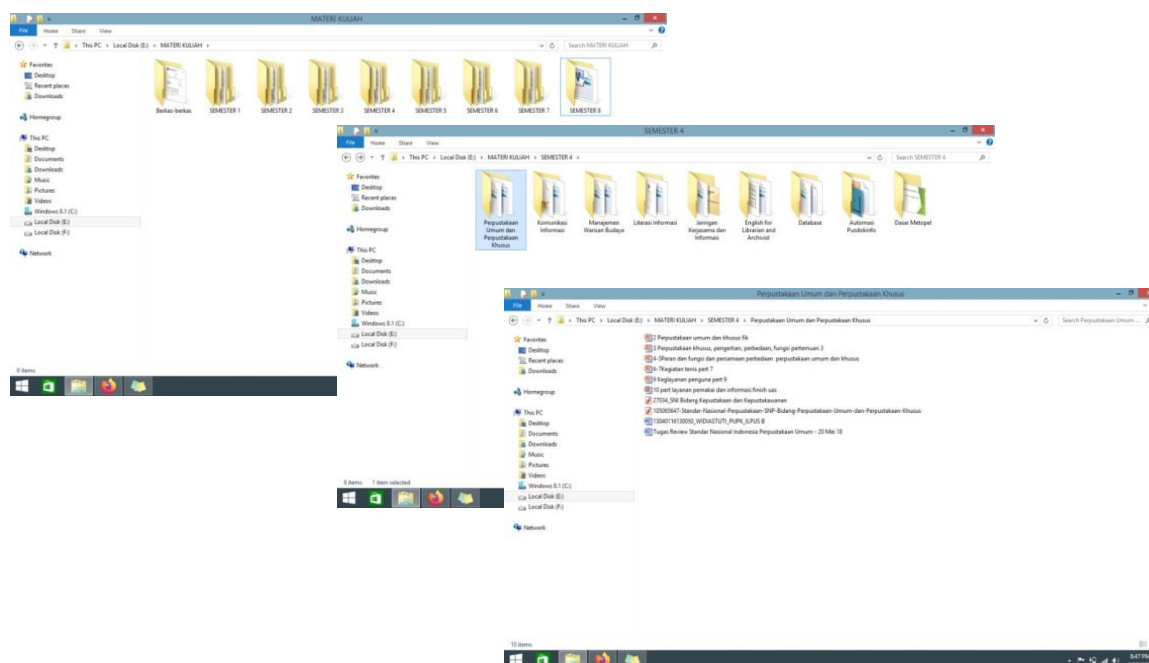 MATERI KULIAH
File Home Share View
This PC Local Disk (E:) MATERI KULIAH
Search MATERI KULIAH
Favorites
Desktop
Recent places
Downloads
Homegroup
This PC
Desktop
Documents
Downloads
Music
Pictures
Videos
Windows 8.1 (C:)
Local Disk (E:)
Local Disk (F:)
Network
Berkas-berkas SEMESTER 1 SEMESTER 2 SEMESTER 3 SEMESTER 4 SEMESTER 5 SEMESTER 6 SEMESTER 7 SEMESTER 8
9 items
SEMESTER 4
File Home Share View
This PC Local Disk (E:) MATERI KULIAH SEMESTER 4
Search SEMESTER 4
Favorites
Desktop
Recent places
Downloads
Homegroup
This PC
Desktop
Documents
Downloads
Music
Pictures
Videos
Windows 8.1 (C:)
Local Disk (E:)
Local Disk (F:)
Network
Perpustakaan Komunikasi Manajemen Literasi Informasi Jaringan English for Database Automasi Dasar Metopel
Umum dan Informasi Warisan Budaya Kerjasama dan Librarian and Pusdokinfo
Perpustakaan Informasi Archivist
Khusus
9 items 1 item selected
Perpustakaan Umum dan Perpustakaan Khusus
File Home Share View
This PC Local Disk (E:) MATERI KULIAH SEMESTER 4 Perpustakaan Umum dan Perpustakaan Khusus
Search Perpustakaan Umum ...
Favorites
Desktop
Recent places
Downloads
Homegroup
This PC
Desktop
Documents
Downloads
Music
Pictures
Videos
Windows 8.1 (C:)
Local Disk (E:)
Local Disk (F:)
Network
2 Perpustakaan umum dan khusus fik
3 Perpustakaan khusus, pengertian, perbedaan, fungsi pertemuan 3
4-5Peran dan fungsi dan persamaan perbedaan perpustakaan umum dan khusus
6-7Kegiatan tenis part 7
9 Keglayanan penguna part 9
10 pert layanan pemakai dan informasi finish uas
27034_SNI Bidang Kepustakaan dan Kepustakawanan
105065647-Standar-Nasional-Perpustakaan-SNP-Bidang-Perpustakaan-Umum-dan-Perpustakaan-Khusus
13040116130050_WIDIASTUTI_PUPK_ILPUS B
Tugas Review Standar Nasional Indonesia Perpustakaan Umum - 20 Mei 18
10 items
8:47 PM